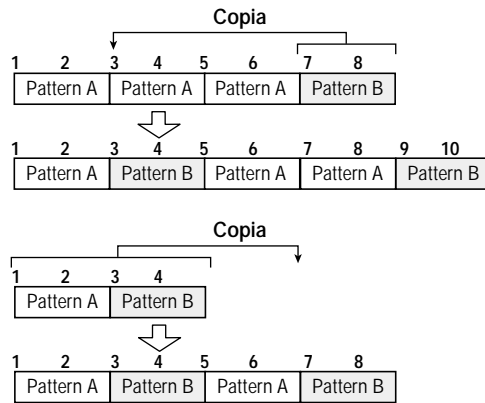 Copia
1 2 3 4 5 6 7 8
Pattern A Pattern A Pattern A Pattern B
1 2 3 4 5 6 7 8 9 10
Pattern A Pattern B Pattern A Pattern A Pattern B
Copia
1 2 3 4
Pattern A Pattern B
1 2 3 4 5 6 7 8
Pattern A Pattern B Pattern A Pattern B